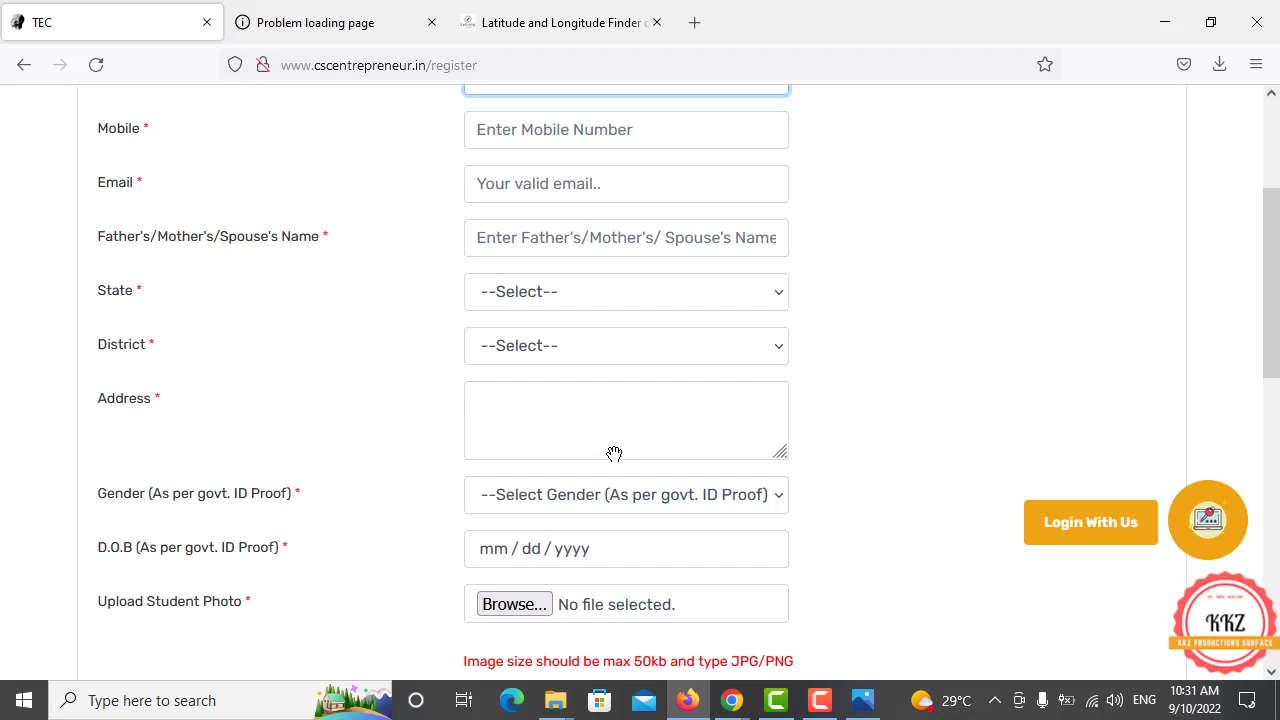 TEC
Problem loading page
Latitude and Longitude Finder
www.cscentrepreneur.in/register
Mobile *
Enter Mobile Number
Email *
Your valid email..
Father's/Mother's/Spouse's Name *
Enter Father's/Mother's/ Spouse's Name
State *
--Select--
District *
--Select--
Address *
Gender (As per govt. ID Proof) *
--Select Gender (As per govt. ID Proof)
Login With Us
D.O.B (As per govt. ID Proof) *
mm / dd / yyyy
Upload Student Photo *
Browse... No file selected.
KKZ
KKZ PRODUCTIONS SURFACE
Image size should be max 50kb and type JPG/PNG
Type here to search
29°C
ENG
10:31 AM
9/10/2022